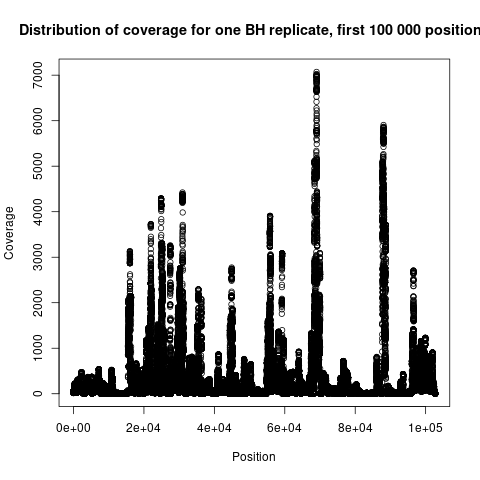 Distribution of coverage for one BH replicate, first 100 000 position
7000
6000
5000
4000
3000
2000
1000
0
Coverage
0e+00 2e+04 4e+04 6e+04 8e+04 1e+05
Position